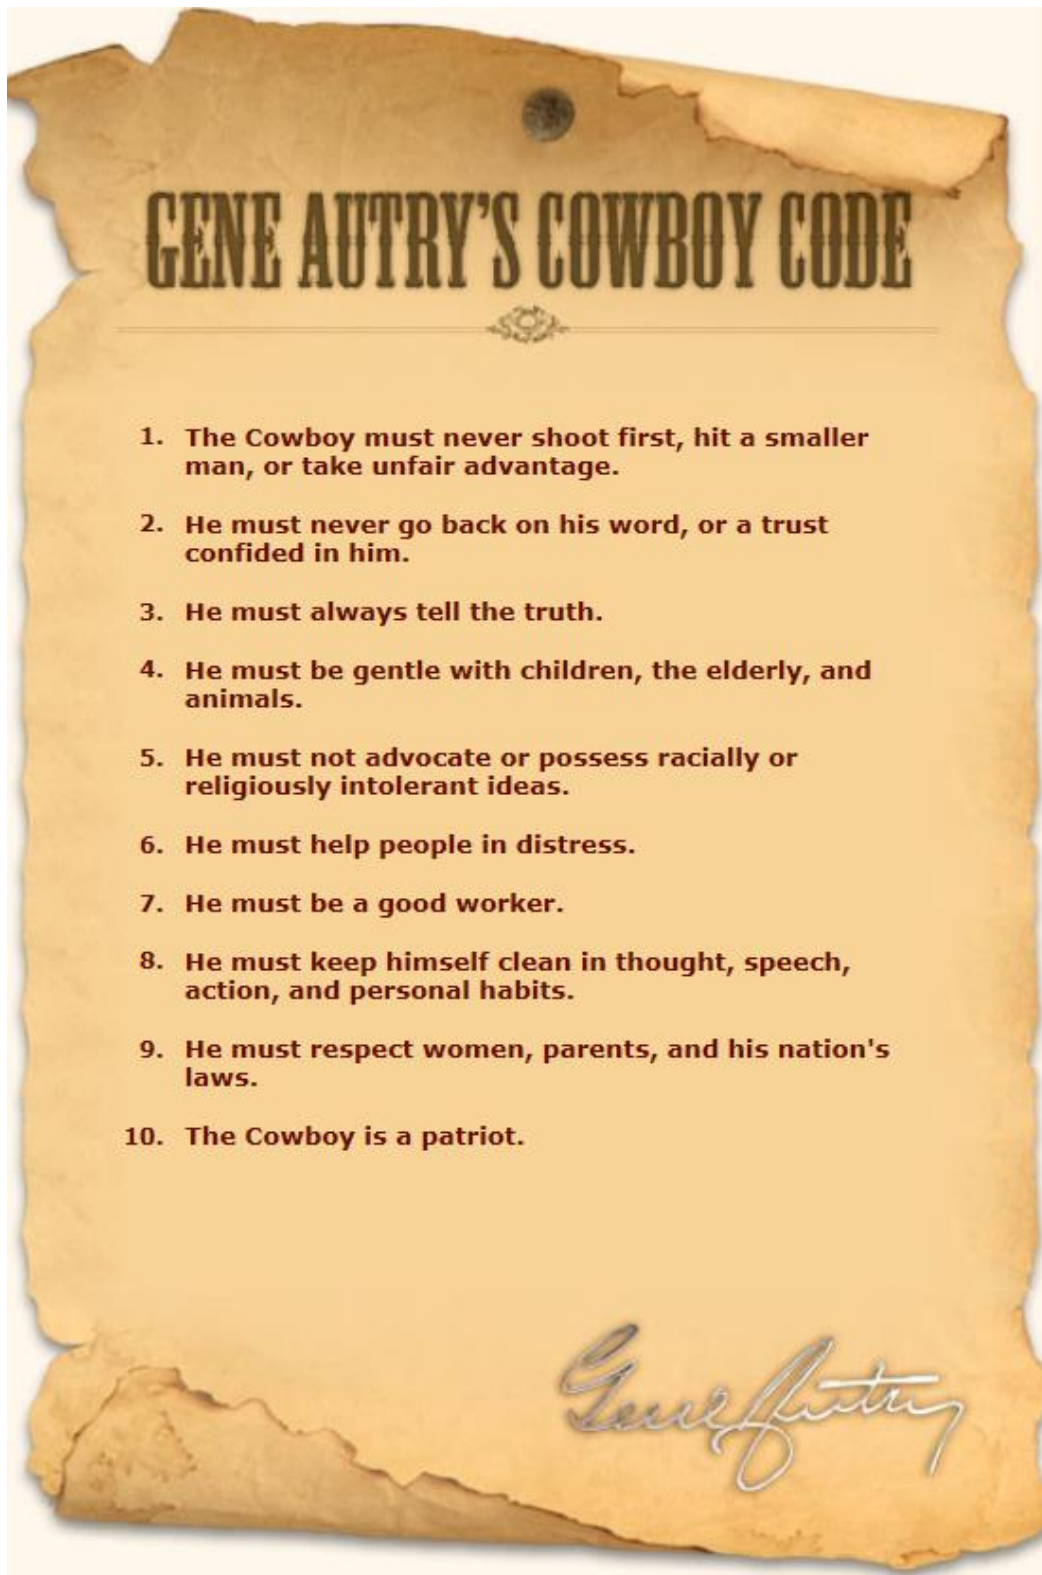 GENE AUTRY'S COWBOY CODE
1. The Cowboy must never shoot first, hit a smaller
man, or take unfair advantage.
2. He must never go back on his word, or a trust
confided in him.
3. He must always tell the truth.
4. He must be gentle with children, the elderly, and
animals.
5. He must not advocate or possess racially or
religiously intolerant ideas.
6. He must help people in distress.
7. He must be a good worker.
8. He must keep himself clean in thought, speech,
action, and personal habits.
9. He must respect women, parents, and his nation's
laws.
10. The Cowboy is a patriot.
Gene Autry